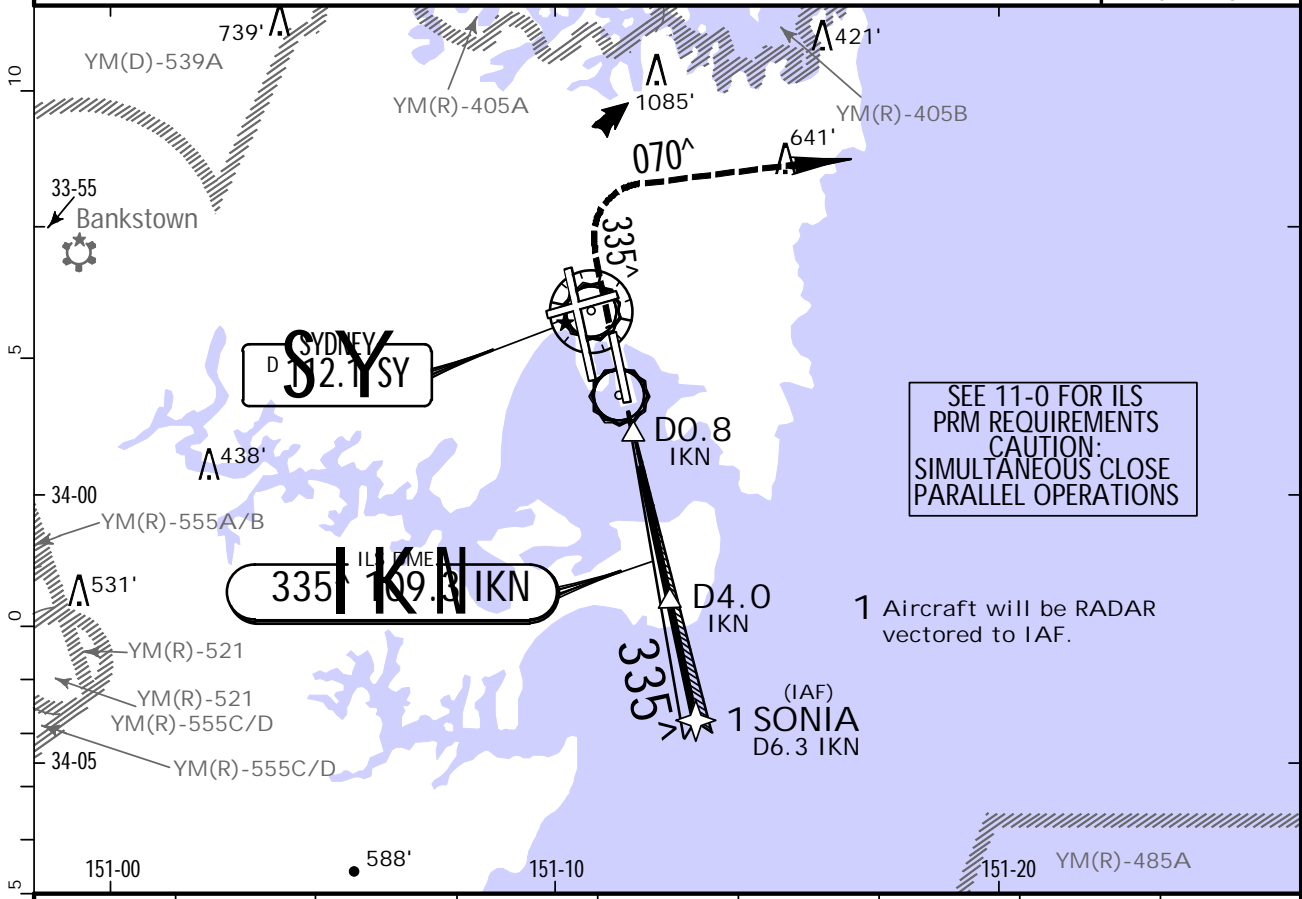 739'
421'
YM(D)-539A
10
YM(R)-405A
1085'
YM(R)-405B
641'
070^
33-55
Bankstown
335^
SYDNEY
D 112.1 SY
S Y
5
SEE 11-0 FOR ILS
PRM REQUIREMENTS
CAUTION:
SIMULTANEOUS CLOSE
PARALLEL OPERATIONS
D0.8
IKN
438'
34-00
YM(R)-555A/B
ILS DME
335^ 109.3 IKN
I K N
531'
D4.0
IKN
1 Aircraft will be RADAR
vectored to IAF.
0
YM(R)-521
335^
YM(R)-521
YM(R)-555C/D
(IAF)
1 SONIA
D6.3 IKN
34-05
YM(R)-555C/D
588'
151-00
151-10
151-20
YM(R)-485A
5